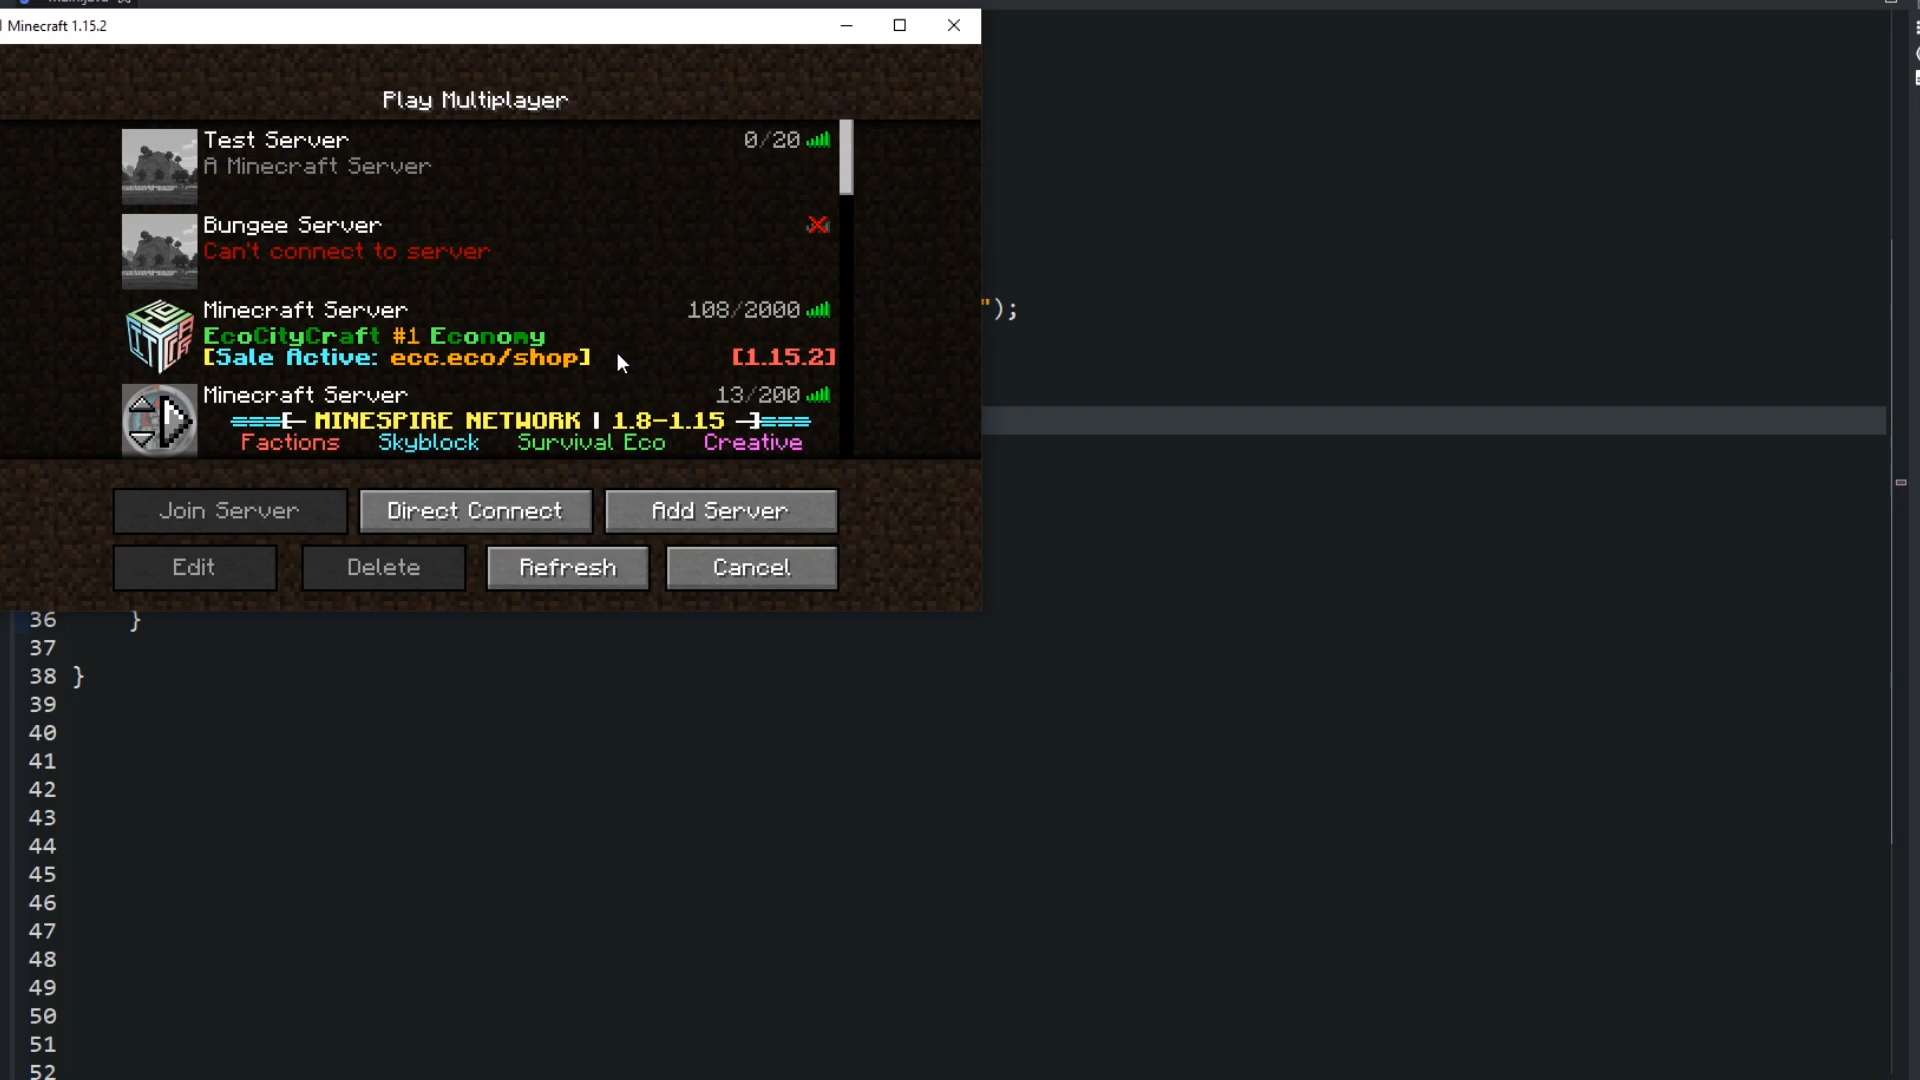 Minecraft 1.15.2
Play Multiplayer
Test Server 0/20
A Minecraft Server
Bungee Server
Can't connect to server
Minecraft Server 108/2000
EcoCityCraft #1 Economy
[Sale Active: ecc.eco/shop] [1.15.2]
Minecraft Server 13/200
===[— MINESPIRE NETWORK | 1.8-1.15 —]===
Factions Skyblock Survival Eco Creative
Join Server Direct Connect Add Server
Edit Delete Refresh Cancel
");
36 }
37
38 }
39
40
41
42
43
44
45
46
47
48
49
50
51
52